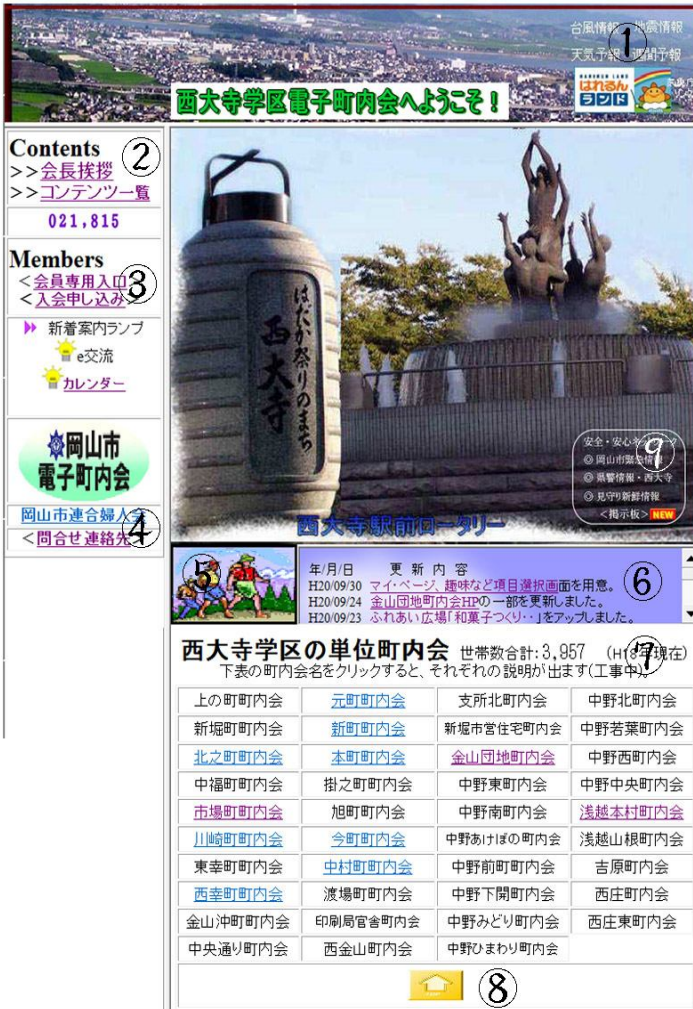 台風情報 地震情報
①
天気予報 週間予報
はれるん
ランド
西大寺学区電子町内会へようこそ！
Contents ②
>>会長挨拶
>>コンテンツ一覧
021,815
Members
<会員専用入口> ③
<入会申し込み>
新着案内ランプ
e交流
カレンダー
岡山市
電子町内会
岡山市連合婦人会
④
<問合せ連絡先>
はだか祭りのまち
西大寺
安全・安心ネットワーク
⑨
◎岡山市緊急情報
◎県警情報・西大寺
◎見守り新鮮情報
<掲示板> NEW
西大寺駅前ロータリー
⑤
年/月/日 更 新 内 容
⑥
H20/09/30 マイ・ページ、趣味など項目選択画面を用意。
H20/09/24 金山団地町内会HPの一部を更新しました。
H20/09/23 ふれあい広場「和菓子つくり・・」をアップしました。
西大寺学区の単位町内会 世帯数合計:3,957 (H18年現在)
⑦
下表の町内会名をクリックすると、それぞれの説明が出ます(工事中)。
上の町町内会 元町町内会 支所北町内会 中野北町内会
新堀町内会 新町町内会 新堀市営住宅町内会 中野若葉町内会
北之町町内会 本町町内会 金山団地町内会 中野西町内会
中福町町内会 掛之町町内会 中野東町内会 中野中央町内会
市場町町内会 旭町町内会 中野南町内会 浅越本村町内会
川崎町町内会 今町町内会 中野あけぼの町内会 浅越山根町内会
東幸町町内会 中村町町内会 中野前町町内会 吉原町内会
西幸町町内会 渡場町町内会 中野下開町内会 西庄町内会
金山沖町町内会 印刷局官舎町内会 中野みどり町内会 西庄東町内会
中央通り町内会 西金山町内会 中野ひまわり町内会
⑧